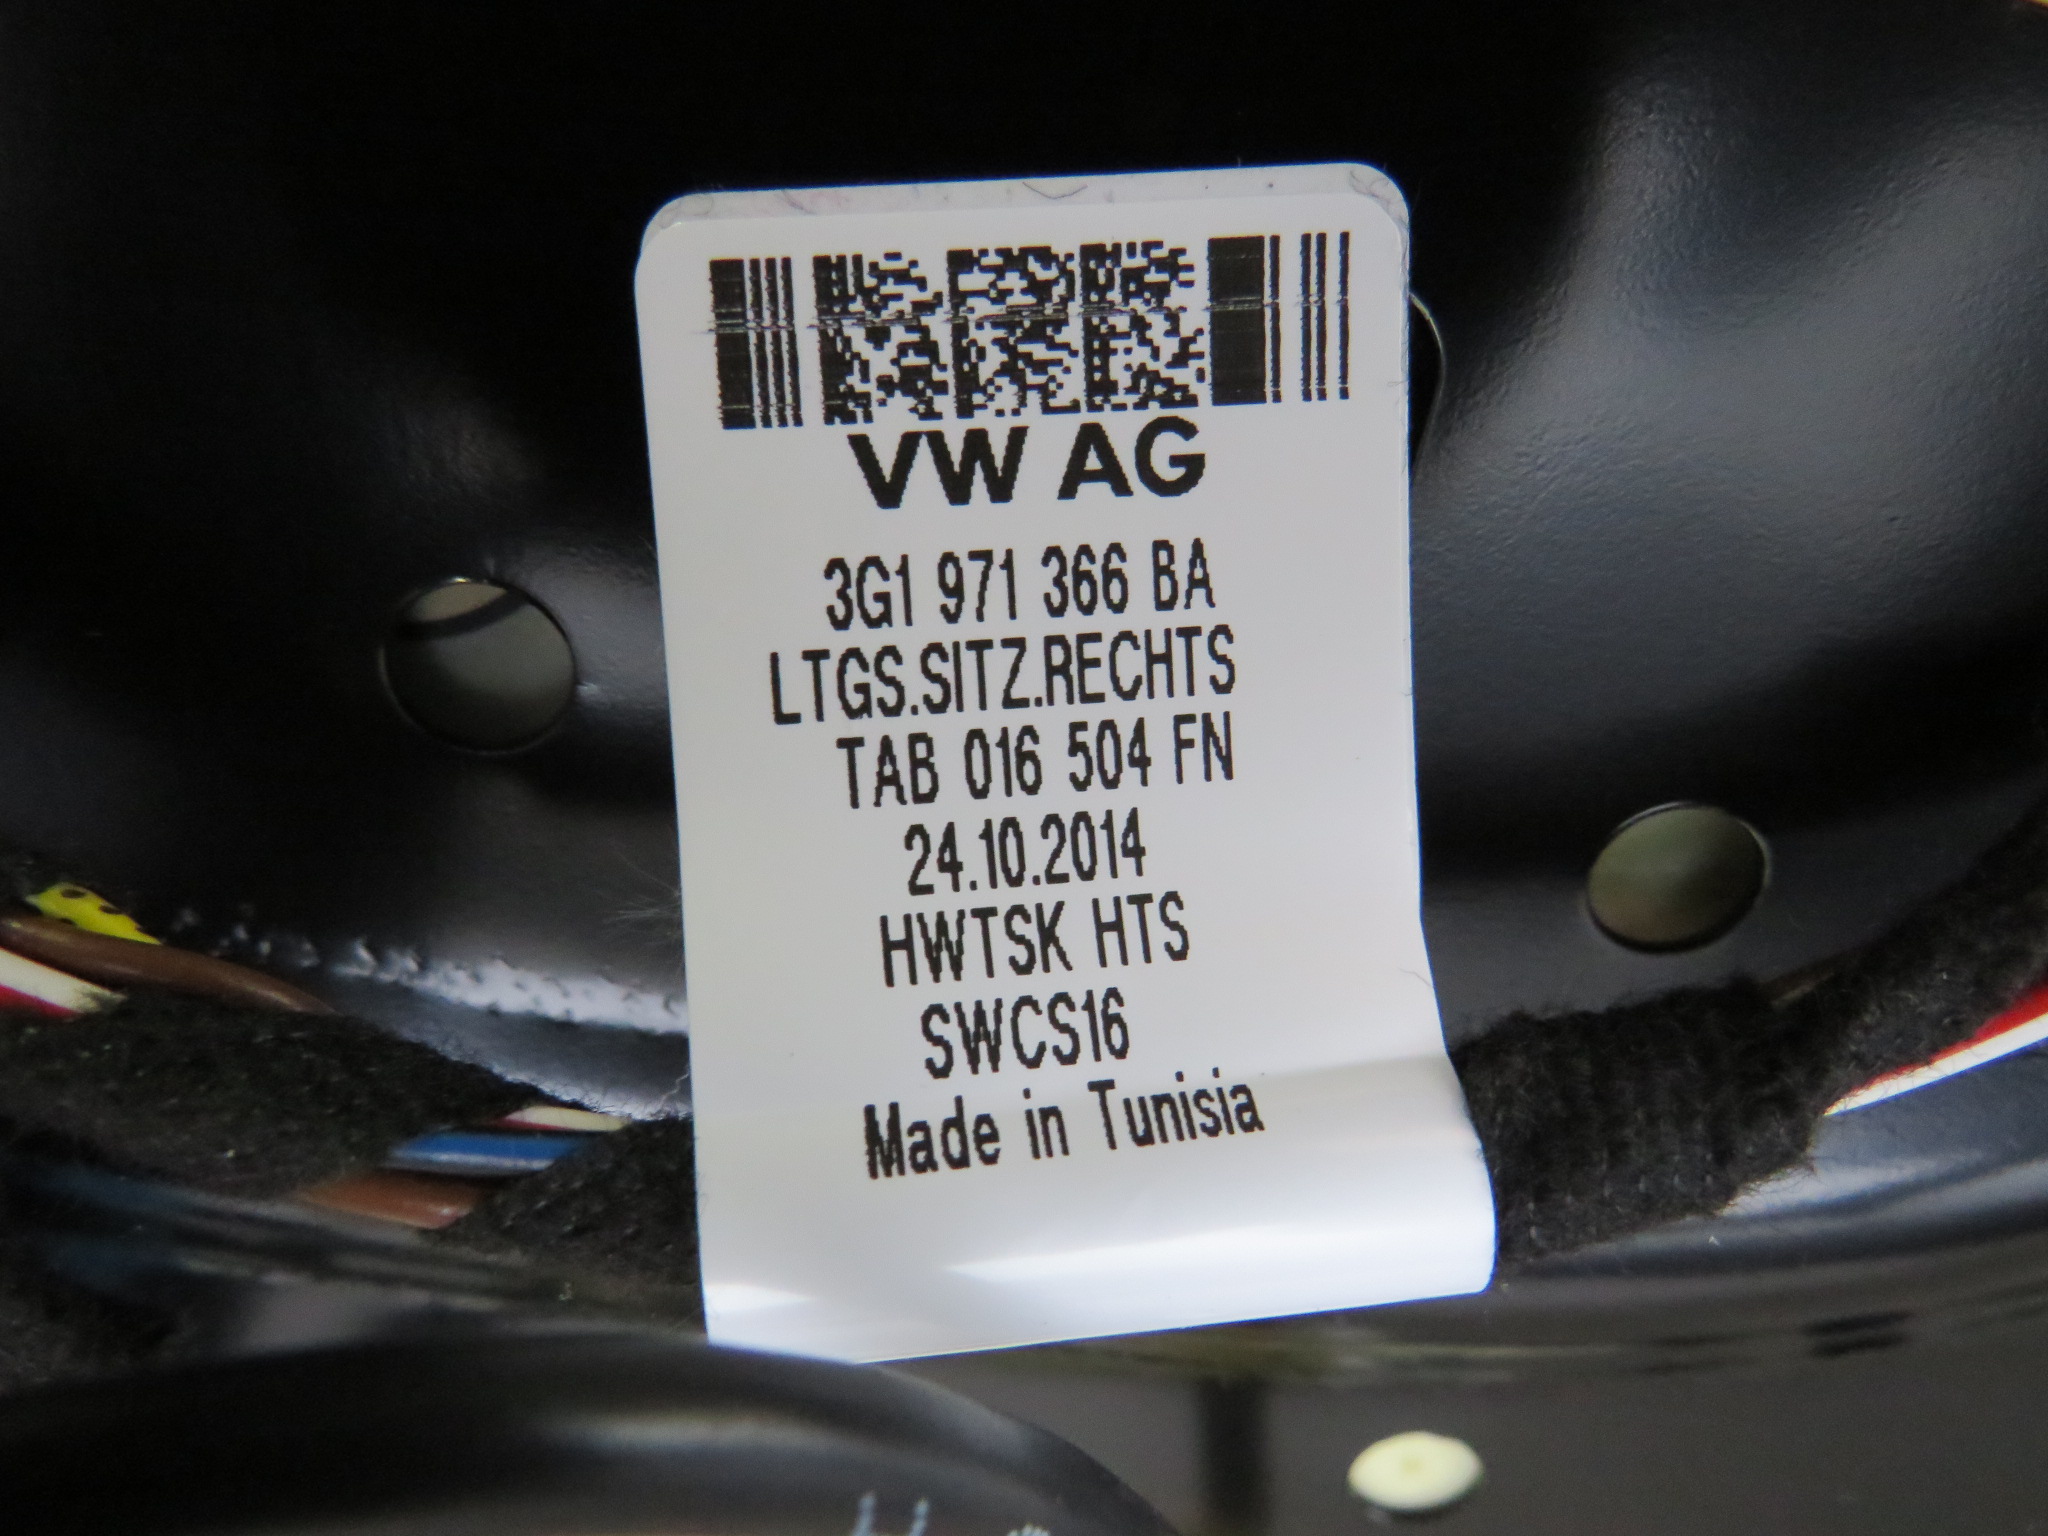 VW AG
3G1 971 366 BA
LTGS.SITZ.RECHTS
TAB 016 504 FN
24.10.2014
HWTSK HTS
SWCS16
Made in Tunisia